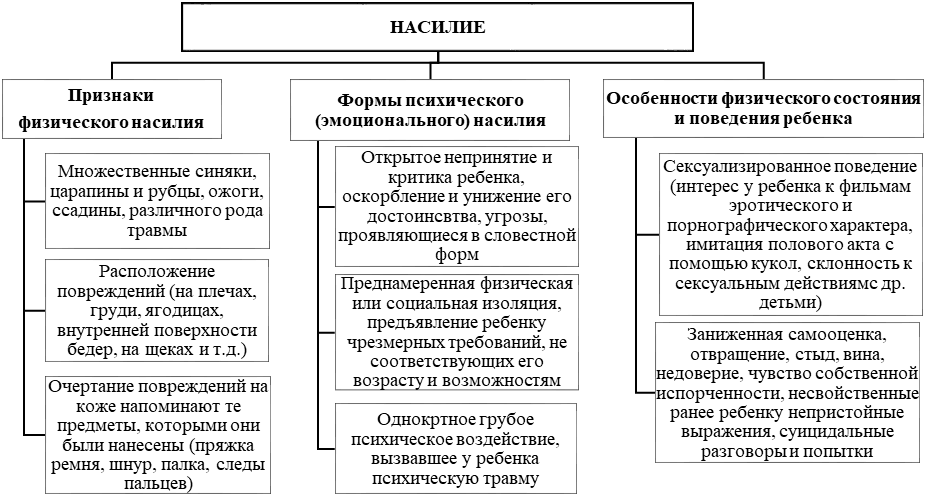 НАСИЛИЕ
Признаки
физического насилия
Множественные синяки,
царапины и рубцы, ожоги,
ссадины, различного рода
травмы
Расположение
повреждений (на плечах,
груди, ягодицах,
внутренней поверхности
бедер, на щеках и т.д.)
Очертание повреждений на
коже напоминают те
предметы, которыми они
были нанесены (пряжка
ремня, шнур, палка, следы
пальцев)
Формы психического
(эмоционального) насилия
Открытое непринятие и
критика ребенка,
оскорбление и унижение его
достоинсвтва, угрозы,
проявляющиеся в словестной
форм
Преднамеренная физическая
или социальная изоляция,
предъявление ребенку
чрезмерных требований, не
соответствующих его
возрасту и возможностям
Однокртное грубое
психическое воздействие,
вызвавшее у ребенка
психическую травму
Особенности физического состояния
и поведения ребенка
Сексуализированное поведение
(интерес у ребенка к фильмам
эротического и
порнографического характера,
имитация полового акта с
помощью кукол, склонность к
сексуальным действиямс др.
детьми)
Заниженная самооценка,
отвращение, стыд, вина,
недоверие, чувство собственной
испорченности, несвойственные
ранее ребенку непристойные
выражения, суицидальные
разговоры и попытки